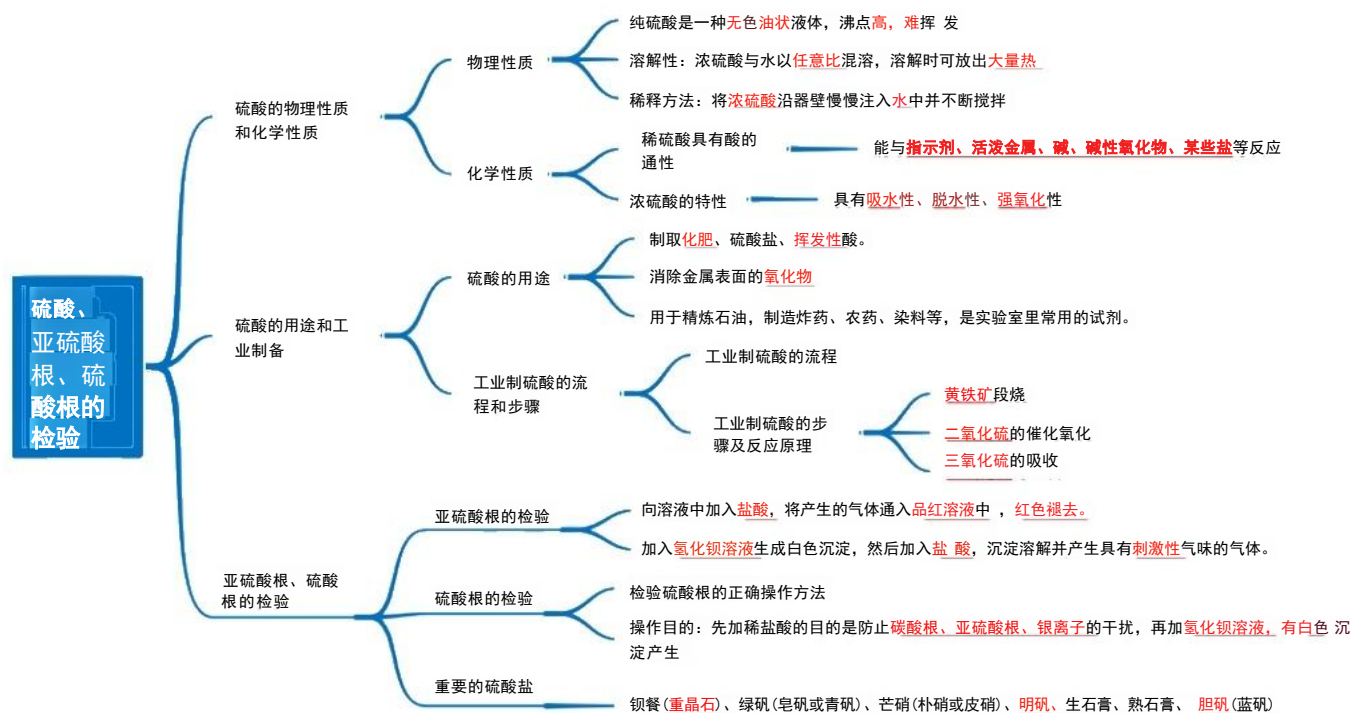 硫酸、
亚硫酸
根、硫
酸根的
检验
硫酸的物理性质
和化学性质
物理性质
纯硫酸是一种无色油状液体，沸点高，难挥 发
溶解性：浓硫酸与水以任意比混溶，溶解时可放出大量热
稀释方法：将浓硫酸沿器壁慢慢注入水中并不断搅拌
化学性质
稀硫酸具有酸的
通性
能与指示剂、活泼金属、碱、碱性氧化物、某些盐等反应
浓硫酸的特性
具有吸水性、脱水性、强氧化性
硫酸的用途和工
业制备
硫酸的用途
制取化肥、硫酸盐、挥发性酸。
消除金属表面的氧化物
用于精炼石油，制造炸药、农药、染料等，是实验室里常用的试剂。
工业制硫酸的流
程和步骤
工业制硫酸的流程
工业制硫酸的步
骤及反应原理
黄铁矿段烧
二氧化硫的催化氧化
三氧化硫的吸收
亚硫酸根、硫酸
根的检验
亚硫酸根的检验
向溶液中加入盐酸，将产生的气体通入品红溶液中 ，红色褪去。
加入氢化钡溶液生成白色沉淀，然后加入盐 酸，沉淀溶解并产生具有刺激性气味的气体。
硫酸根的检验
检验硫酸根的正确操作方法
操作目的：先加稀盐酸的目的是防止碳酸根、亚硫酸根、银离子的干扰，再加氢化钡溶液，有白色 沉
淀产生
重要的硫酸盐
钡餐(重晶石)、绿矾(皂矾或青矾)、芒硝(朴硝或皮硝)、明矾、生石膏、熟石膏、 胆矾(蓝矾)